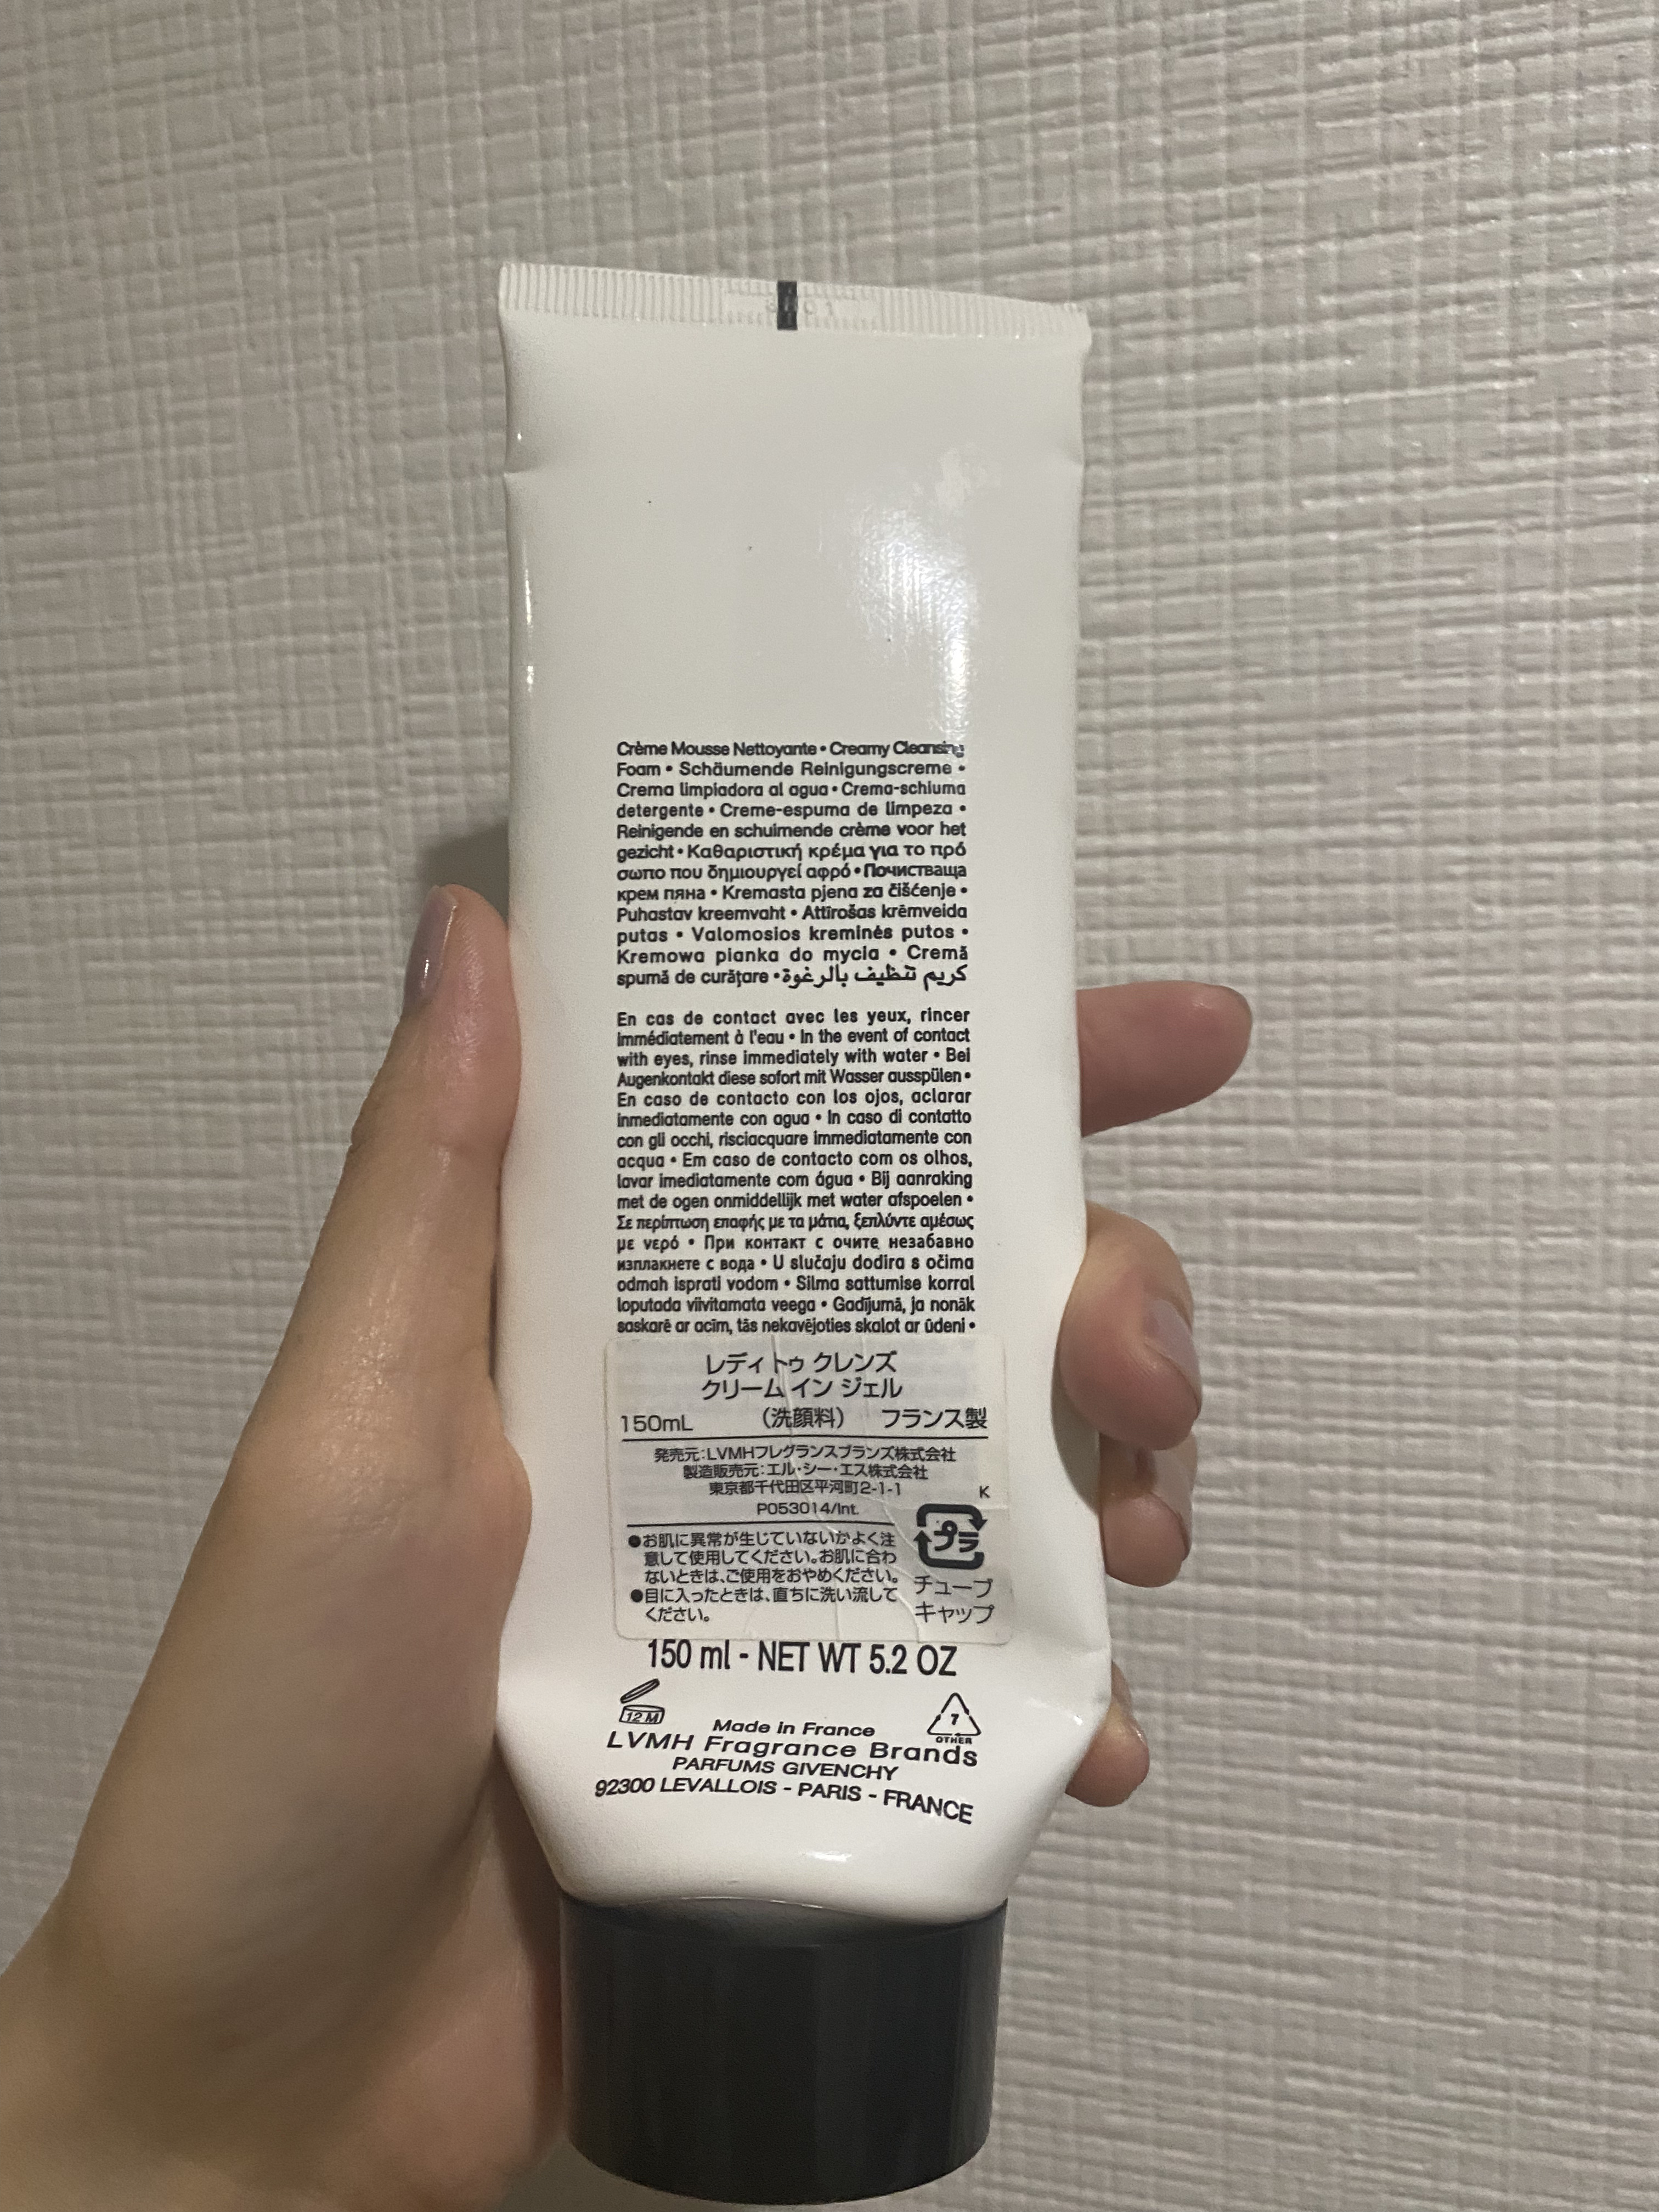 Crème Mousse Nettoyante • Creamy Cleansing
Foam • Schäumende Reinigungscreme •
Crema limpiadora al agua • Crema-schiuma
detergente • Creme-espuma de limpeza •
Reinigende en schuimende crème voor het
gezicht • Καθαριστική κρέμα για το πρό
σωπο που δημιουργεί αφρό • Почистваща
крем пяна • Kremasta pjena za čišćenje •
Puhastav kreemvaht • Attīrošas krēmveida
putas • Valomosios kreminės putos •
Kremowa pianka do mycia • Cremă
spumă de curăţare • كريم تنظيف بالرغوة
En cas de contact avec les yeux, rincer
immédiatement à l'eau • In the event of contact
with eyes, rinse immediately with water • Bei
Augenkontakt diese sofort mit Wasser ausspülen •
En caso de contacto con los ojos, aclarar
inmediatamente con agua • In caso di contatto
con gli occhi, risciacquare immediatamente con
acqua • Em caso de contacto com os olhos,
lavar imediatamente com água • Bij aanraking
met de ogen onmiddellijk met water afspoelen •
Σε περίπτωση επαφής με τα μάτια, ξεπλύντε αμέσως
με νερό • При контакт с очите незабавно
изплакнете с вода • U slučaju dodira s očima
odmah isprati vodom • Silma sattumise korral
loputada viivitamata veega • Gadījumā, ja nonāk
saskarē ar acīm, tās nekavējoties skalot ar ūdeni •
レディ トゥ クレンズ
クリーム イン ジェル
150mL (洗顔料) フランス製
発売元:LVMHフレグランスブランズ株式会社
製造販売元:エル・シー・エス株式会社
東京都千代田区平河町2-1-1
K
P053014/Int.
プラ
●お肌に異常が生じていないかよく注
意して使用してください。お肌に合わ
ないときは、ご使用をおやめください。
●目に入ったときは、直ちに洗い流して
ください。
チューブ
キャップ
150 ml - NET WT 5.2 OZ
12 M
7
OTHER
Made in France
LVMH Fragrance Brands
PARFUMS GIVENCHY
92300 LEVALLOIS - PARIS - FRANCE